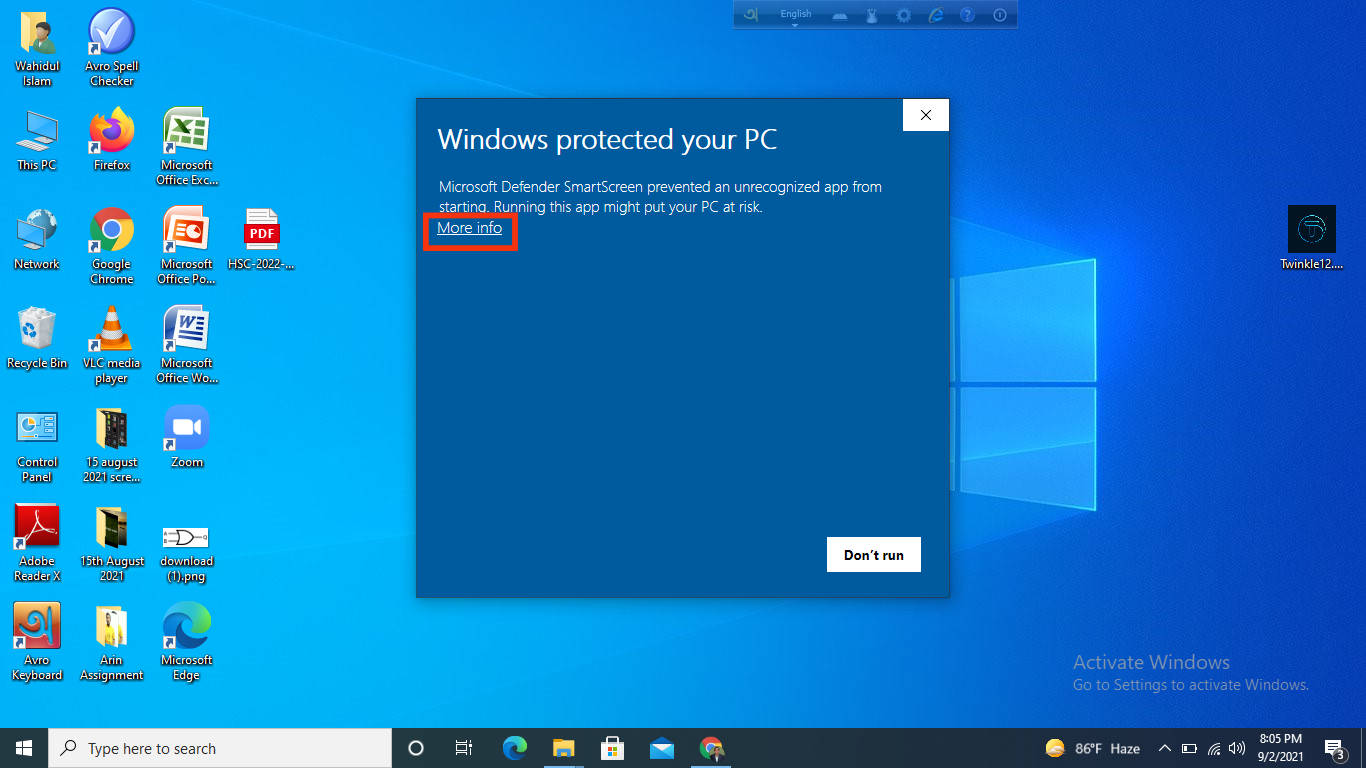 English
Wahidul
Islam
Avro Spell
Checker
This PC
Firefox
Microsoft
Office Exc...
Network
Google
Chrome
Microsoft
Office Po...
PDF
HSC-2022-...
Recycle Bin
VLC media
player
Microsoft
Office Wo...
Control
Panel
15 august
2021 scre...
Zoom
Adobe
Reader X
15th August
2021
A
B
Q
download
(1).png
Avro
Keyboard
Arin
Assignment
Microsoft
Edge
Windows protected your PC
Microsoft Defender SmartScreen prevented an unrecognized app from
starting. Running this app might put your PC at risk.
More info
Don't run
Twinkle12....
Activate Windows
Go to Settings to activate Windows.
Type here to search
86°F Haze
8:05 PM
9/2/2021
3